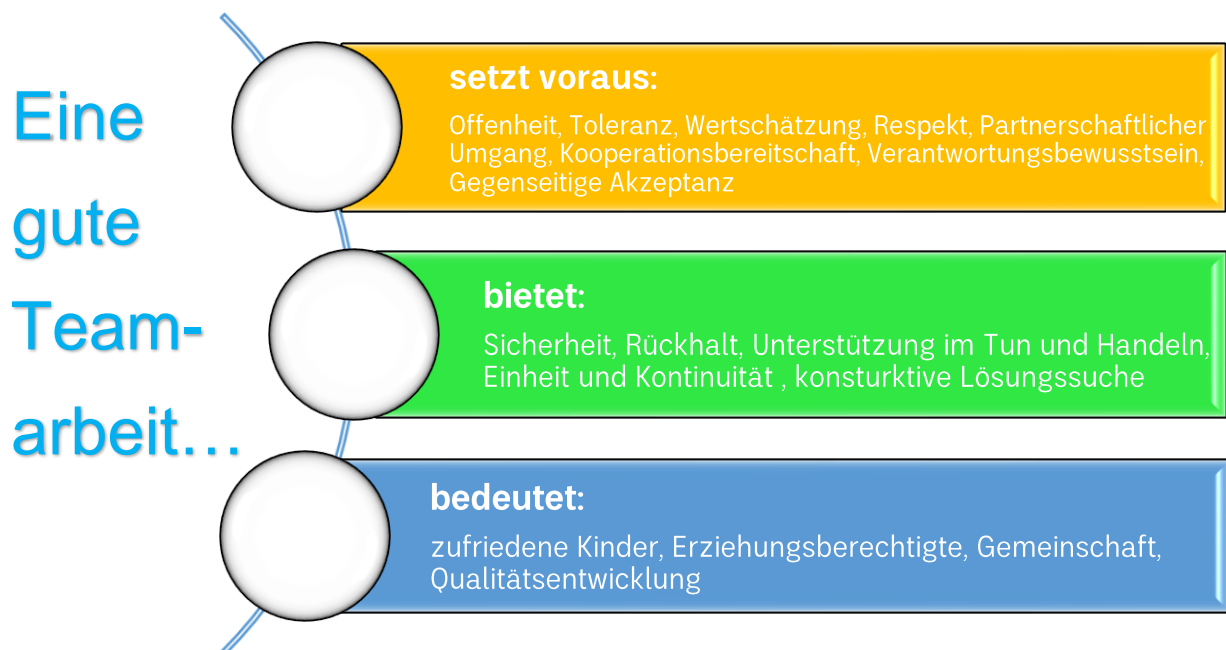 Eine
gute
Team-
arbeit...
setzt voraus:
Offenheit, Toleranz, Wertschätzung, Respekt, Partnerschaftlicher
Umgang, Kooperationsbereitschaft, Verantwortungsbewusstsein,
Gegenseitige Akzeptanz
bietet:
Sicherheit, Rückhalt, Unterstützung im Tun und Handeln,
Einheit und Kontinuität , konsturktive Lösungssuche
bedeutet:
zufriedene Kinder, Erziehungsberechtigte, Gemeinschaft,
Qualitätsentwicklung